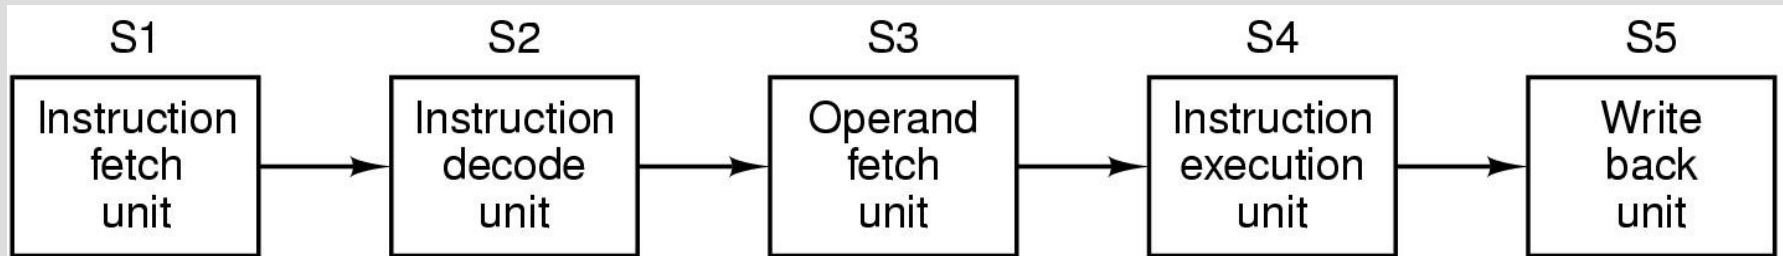 S1
Instruction
fetch
unit
S2
Instruction
decode
unit
S3
Operand
fetch
unit
S4
Instruction
execution
unit
S5
Write
back
unit